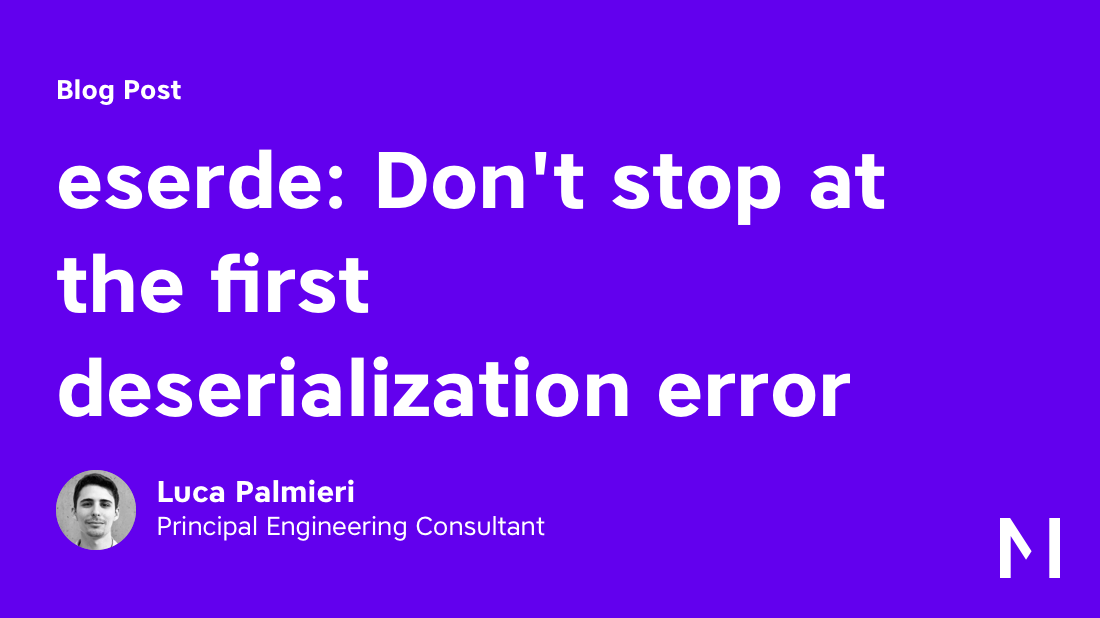 Blog Post
eserde: Don't stop at
the first
deserialization error
Luca Palmieri
Principal Engineering Consultant